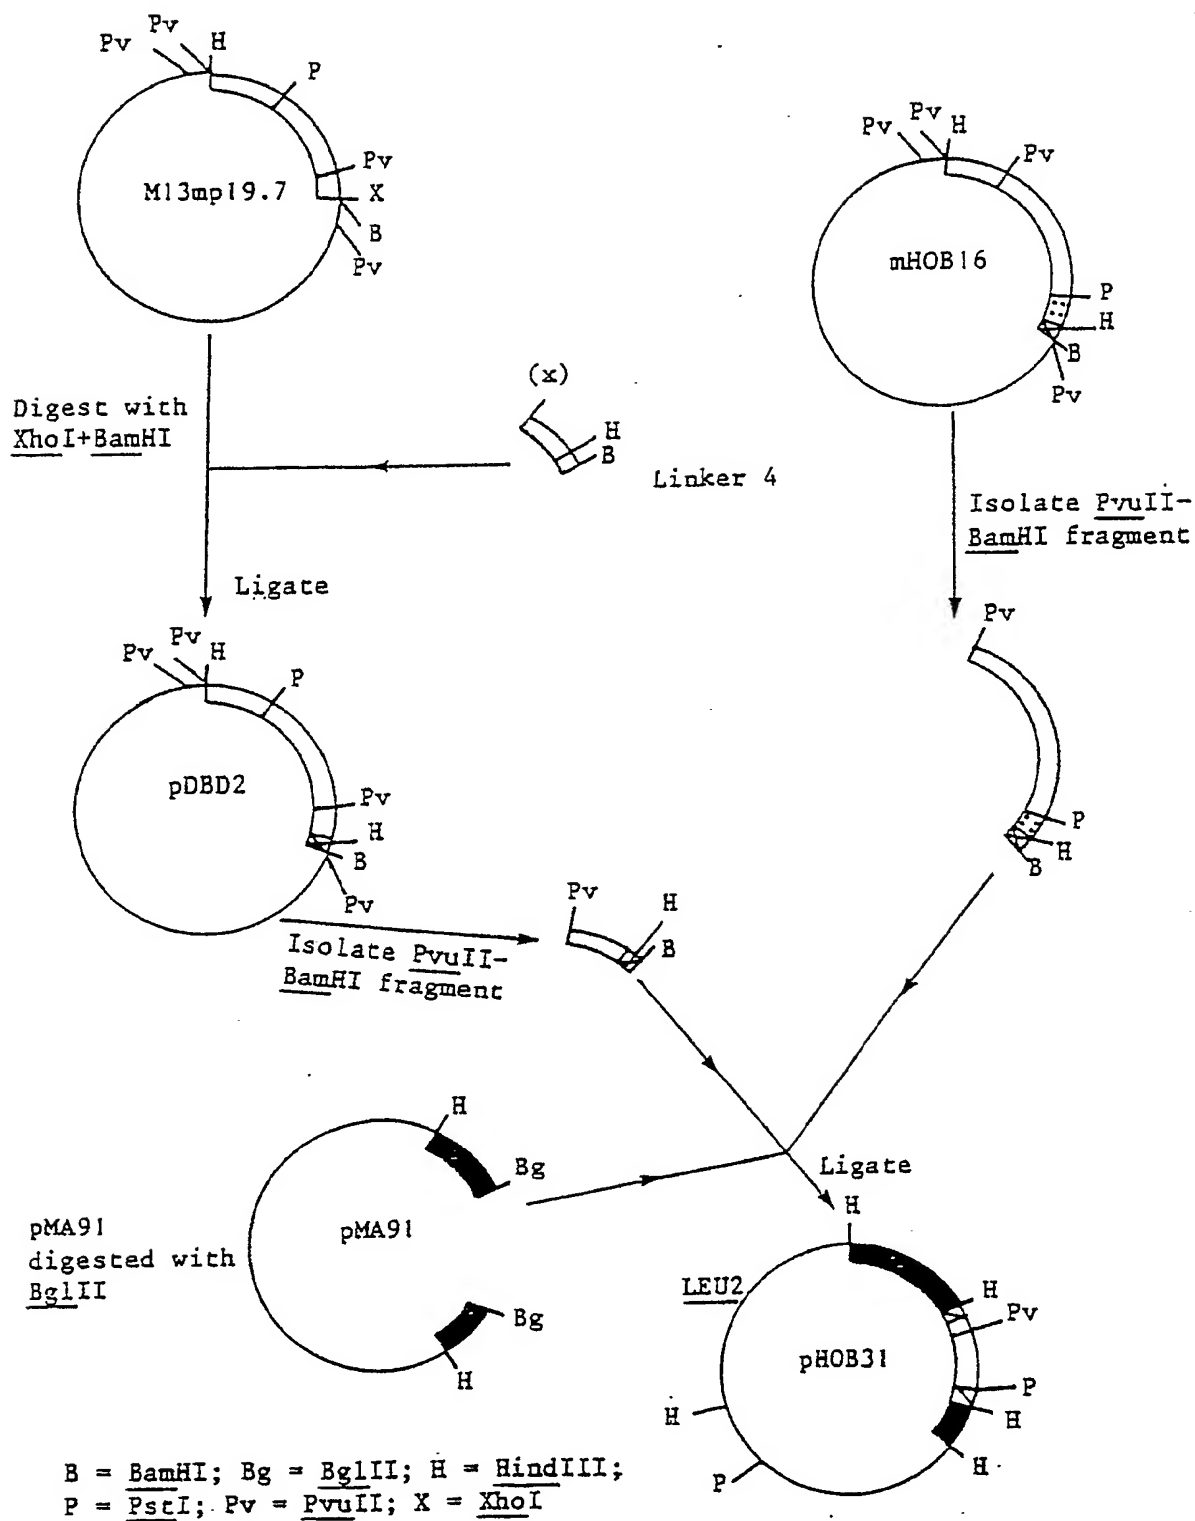 Pv
Pv
H
P
Pv
X
B
Pv
M13mp19.7
Pv
Pv
H
Pv
P
H
B
Pv
mHOB16
Digest with
XhoI+BamHI
(x)
H
B
Linker 4
Isolate PvuII-
BamHI fragment
Ligate
Pv
Pv
H
P
Pv
H
B
Pv
pDBD2
Pv
P
H
B
Isolate PvuII-
BamHI fragment
Pv
H
B
H
Bg
pMA91
Bg
H
pMA91
digested with
BglII
Ligate
H
LEU2
H
Pv
pHOB31
P
H
H
H
P
B = BamHI; Bg = BglII; H = HindIII;
P = PstI; Pv = PvuII; X = XhoI